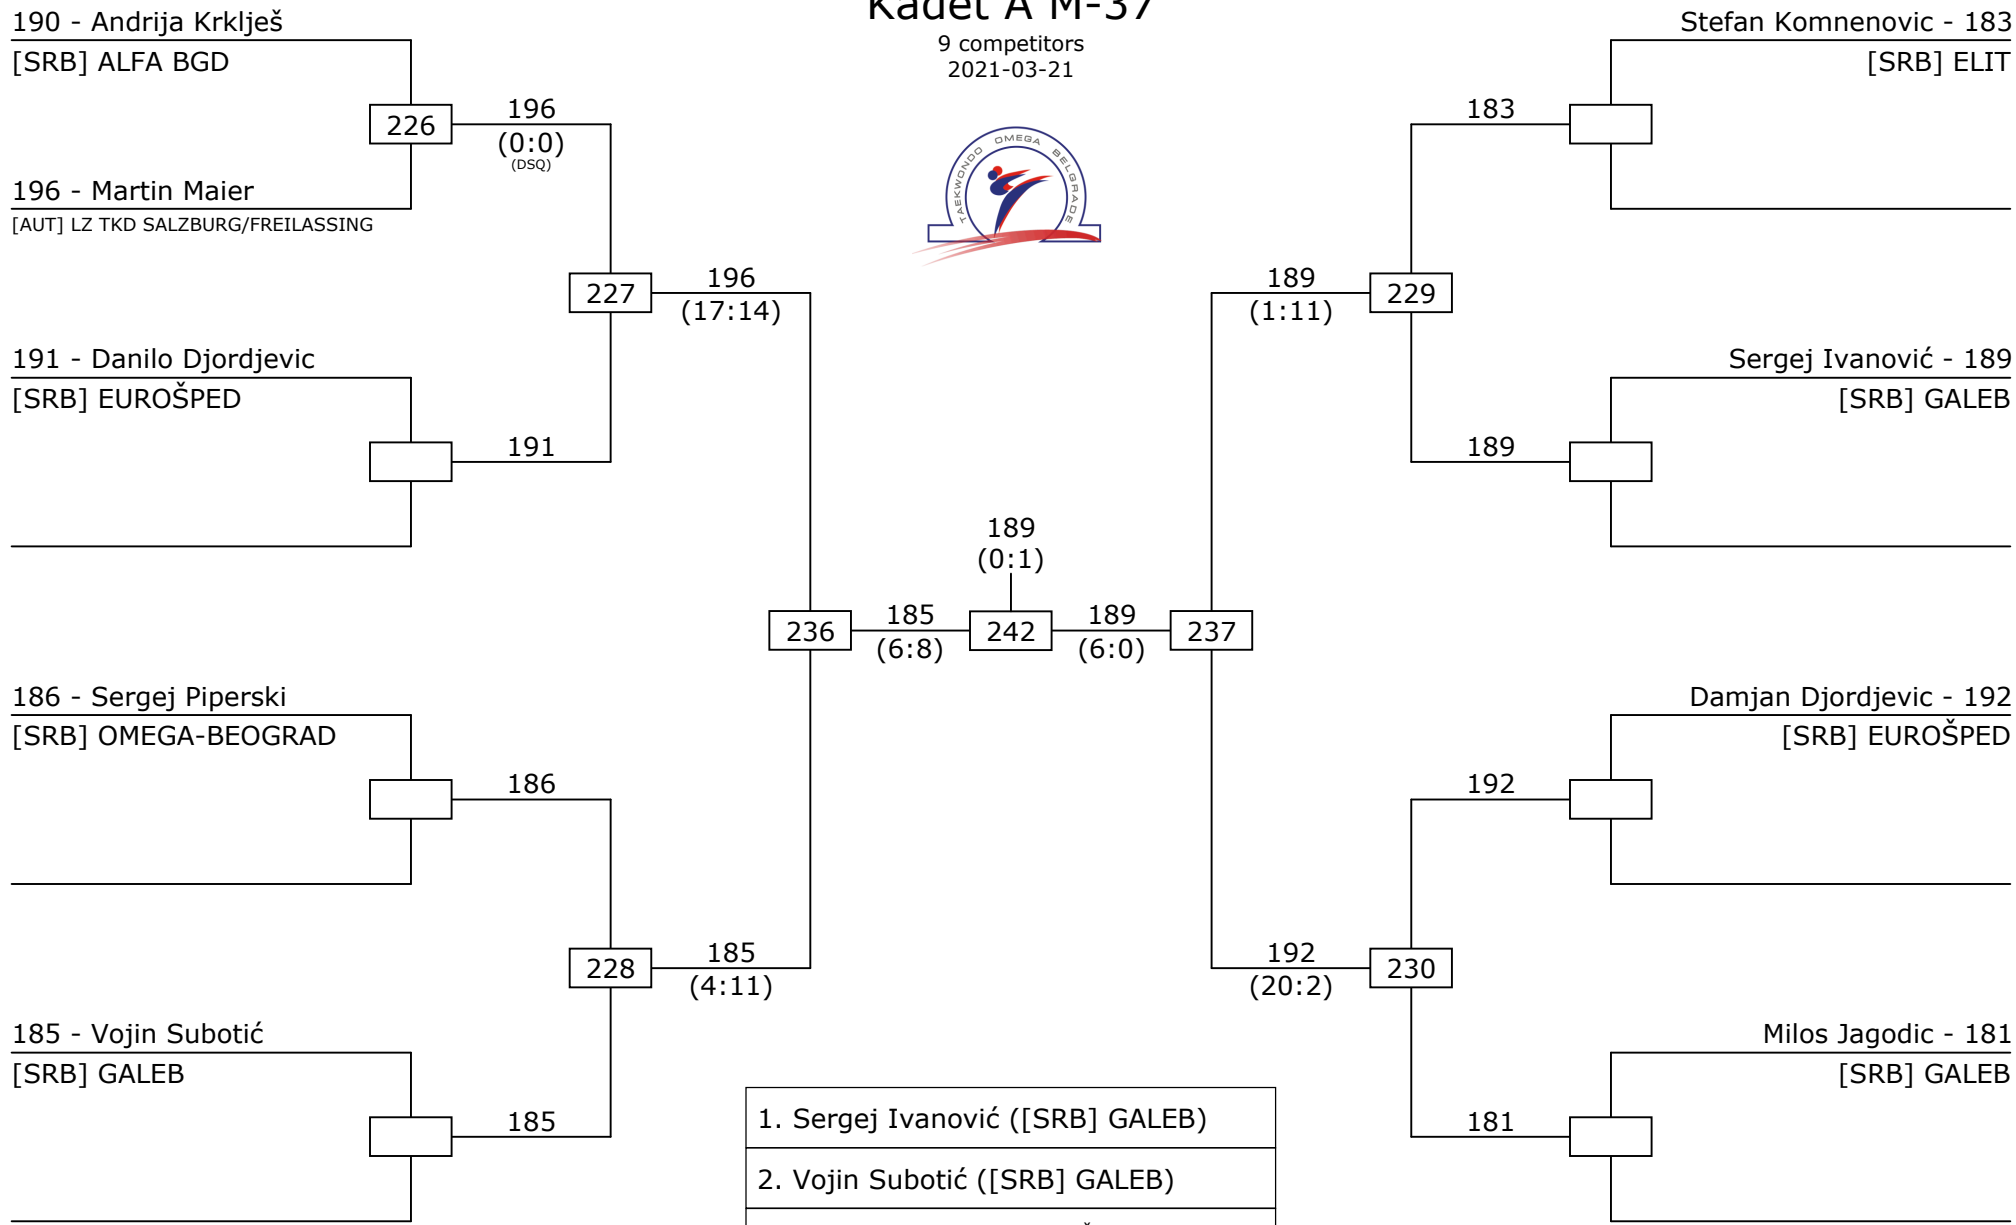 Kadet A M-37
9 competitors
2021-03-21
TAEKWONDO OMEGA BELGRADE
190 - Andrija Krklješ
[SRB] ALFA BGD
226
196
(0:0)
(DSQ)
196 - Martin Maier
[AUT] LZ TKD SALZBURG/FREILASSING
227
196
(17:14)
191 - Danilo Djordjevic
[SRB] EUROŠPED
191
236
185
(6:8)
186 - Sergej Piperski
[SRB] OMEGA-BEOGRAD
186
228
185
(4:11)
185 - Vojin Subotić
[SRB] GALEB
185
189
(0:1)
242
189
(6:0)
237
Stefan Komnenovic - 183
[SRB] ELIT
183
189
(1:11)
229
Sergej Ivanović - 189
[SRB] GALEB
189
Damjan Djordjevic - 192
[SRB] EUROŠPED
192
192
(20:2)
230
Milos Jagodic - 181
[SRB] GALEB
181
1. Sergej Ivanović ([SRB] GALEB)
2. Vojin Subotić ([SRB] GALEB)